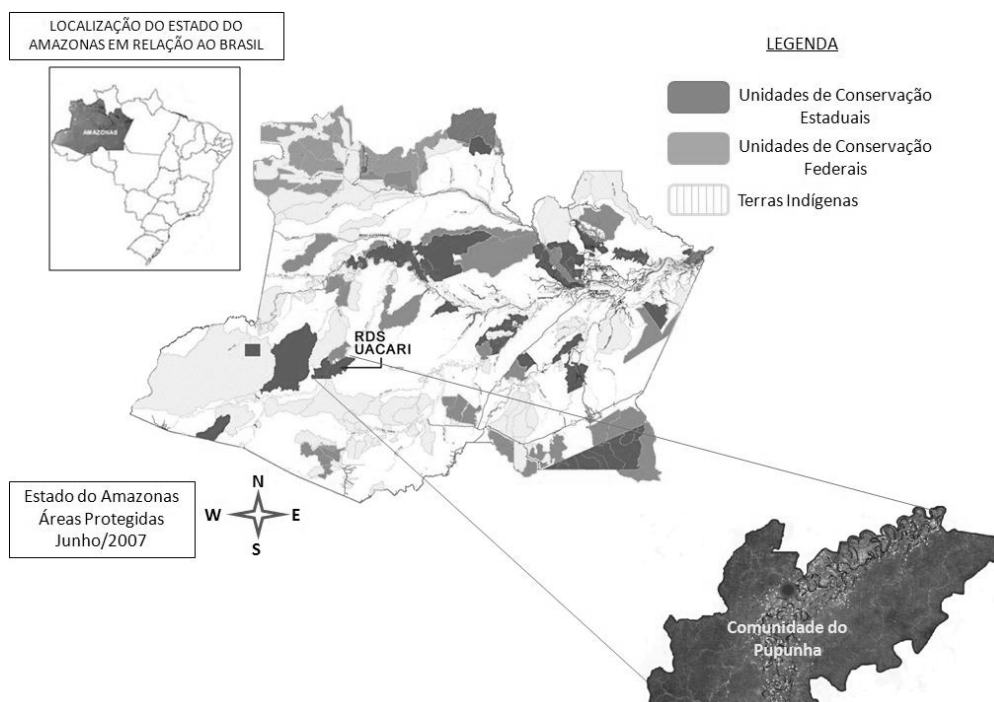 LOCALIZAÇÃO DO ESTADO DO
AMAZONAS EM RELAÇÃO AO BRASIL
AMAZONAS
LEGENDA
Unidades de Conservação
Estaduais
Unidades de Conservação
Federais
Terras Indígenas
RDS
UACARI
Estado do Amazonas
Áreas Protegidas
Junho/2007
N
W
E
S
Comunidade do
Pupunha